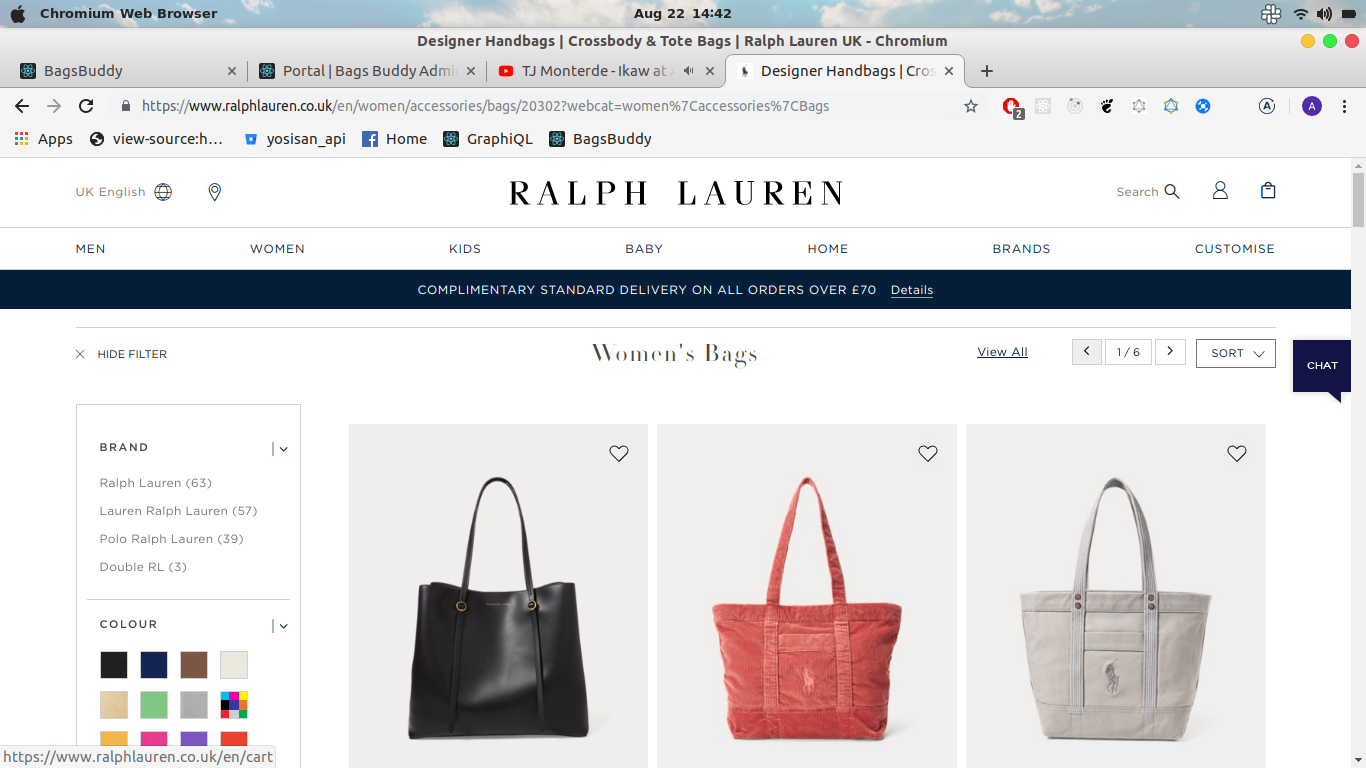 Chromium Web Browser
Aug 22 14:42
Designer Handbags | Crossbody & Tote Bags | Ralph Lauren UK - Chromium
BagsBuddy
Portal | Bags Buddy Admi
TJ Monterde - Ikaw at
Designer Handbags | Cros
https://www.ralphlauren.co.uk/en/women/accessories/bags/20302?webcat=women%7Caccessories%7CBags
2
A
A
Apps
view-source:h...
yosisan_api
Home
GraphiQL
BagsBuddy
UK English
RALPH LAUREN
Search
MEN
WOMEN
KIDS
BABY
HOME
BRANDS
CUSTOMISE
COMPLIMENTARY STANDARD DELIVERY ON ALL ORDERS OVER £70 Details
HIDE FILTER
Women's Bags
View All
1 / 6
SORT
CHAT
BRAND
Ralph Lauren (63)
Lauren Ralph Lauren (57)
Polo Ralph Lauren (39)
Double RL (3)
COLOUR
https://www.ralphlauren.co.uk/en/cart